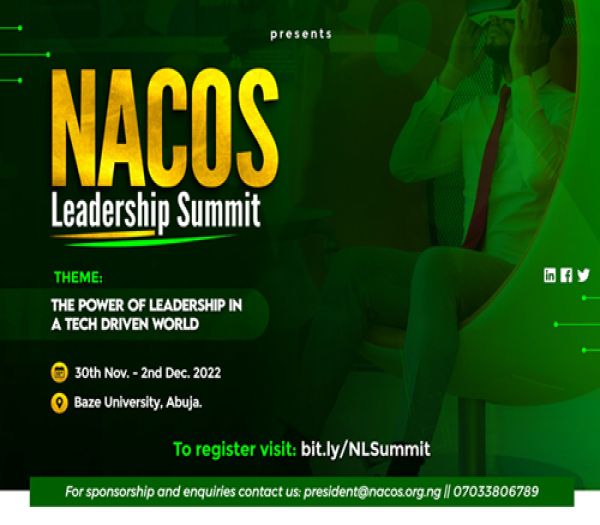 presents
NACOS
Leadership Summit
THEME:
THE POWER OF LEADERSHIP IN
A TECH DRIVEN WORLD
30th Nov. - 2nd Dec. 2022
Baze University, Abuja.
To register visit: bit.ly/NLSummit
For sponsorship and enquiries contact us: president@nacos.org.ng || 07033806789